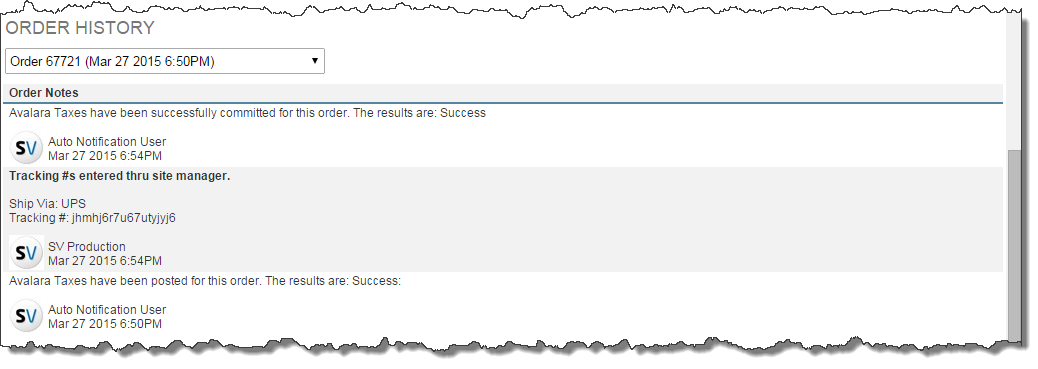 ORDER HISTORY
Order 67721 (Mar 27 2015 6:50PM)
Order Notes
Avalara Taxes have been successfully committed for this order. The results are: Success
SV
Auto Notification User
Mar 27 2015 6:54PM
Tracking #s entered thru site manager.
Ship Via: UPS
Tracking #: jhmhj6r7u67utyjyj6
SV
SV Production
Mar 27 2015 6:54PM
Avalara Taxes have been posted for this order. The results are: Success:
SV
Auto Notification User
Mar 27 2015 6:50PM